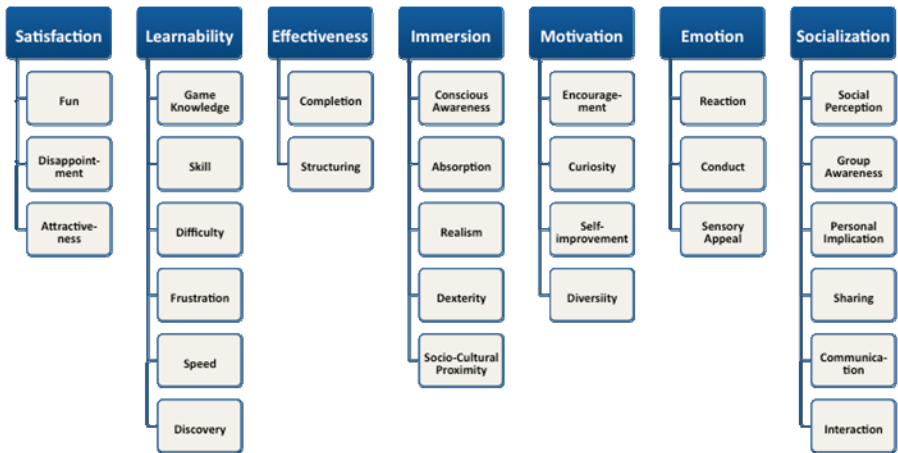 Satisfaction
Fun
Disappoint-
ment
Attractive-
ness
Learnability
Game
Knowledge
Skill
Difficulty
Frustration
Speed
Discovery
Effectiveness
Completion
Structuring
Immersion
Conscious
Awareness
Absorption
Realism
Dexterity
Socio-Cultural
Proximity
Motivation
Encourage-
ment
Curiosity
Self-
improvement
Diversiity
Emotion
Reaction
Conduct
Sensory
Appeal
Socialization
Social
Perception
Group
Awareness
Personal
Implication
Sharing
Communica-
tion
Interaction